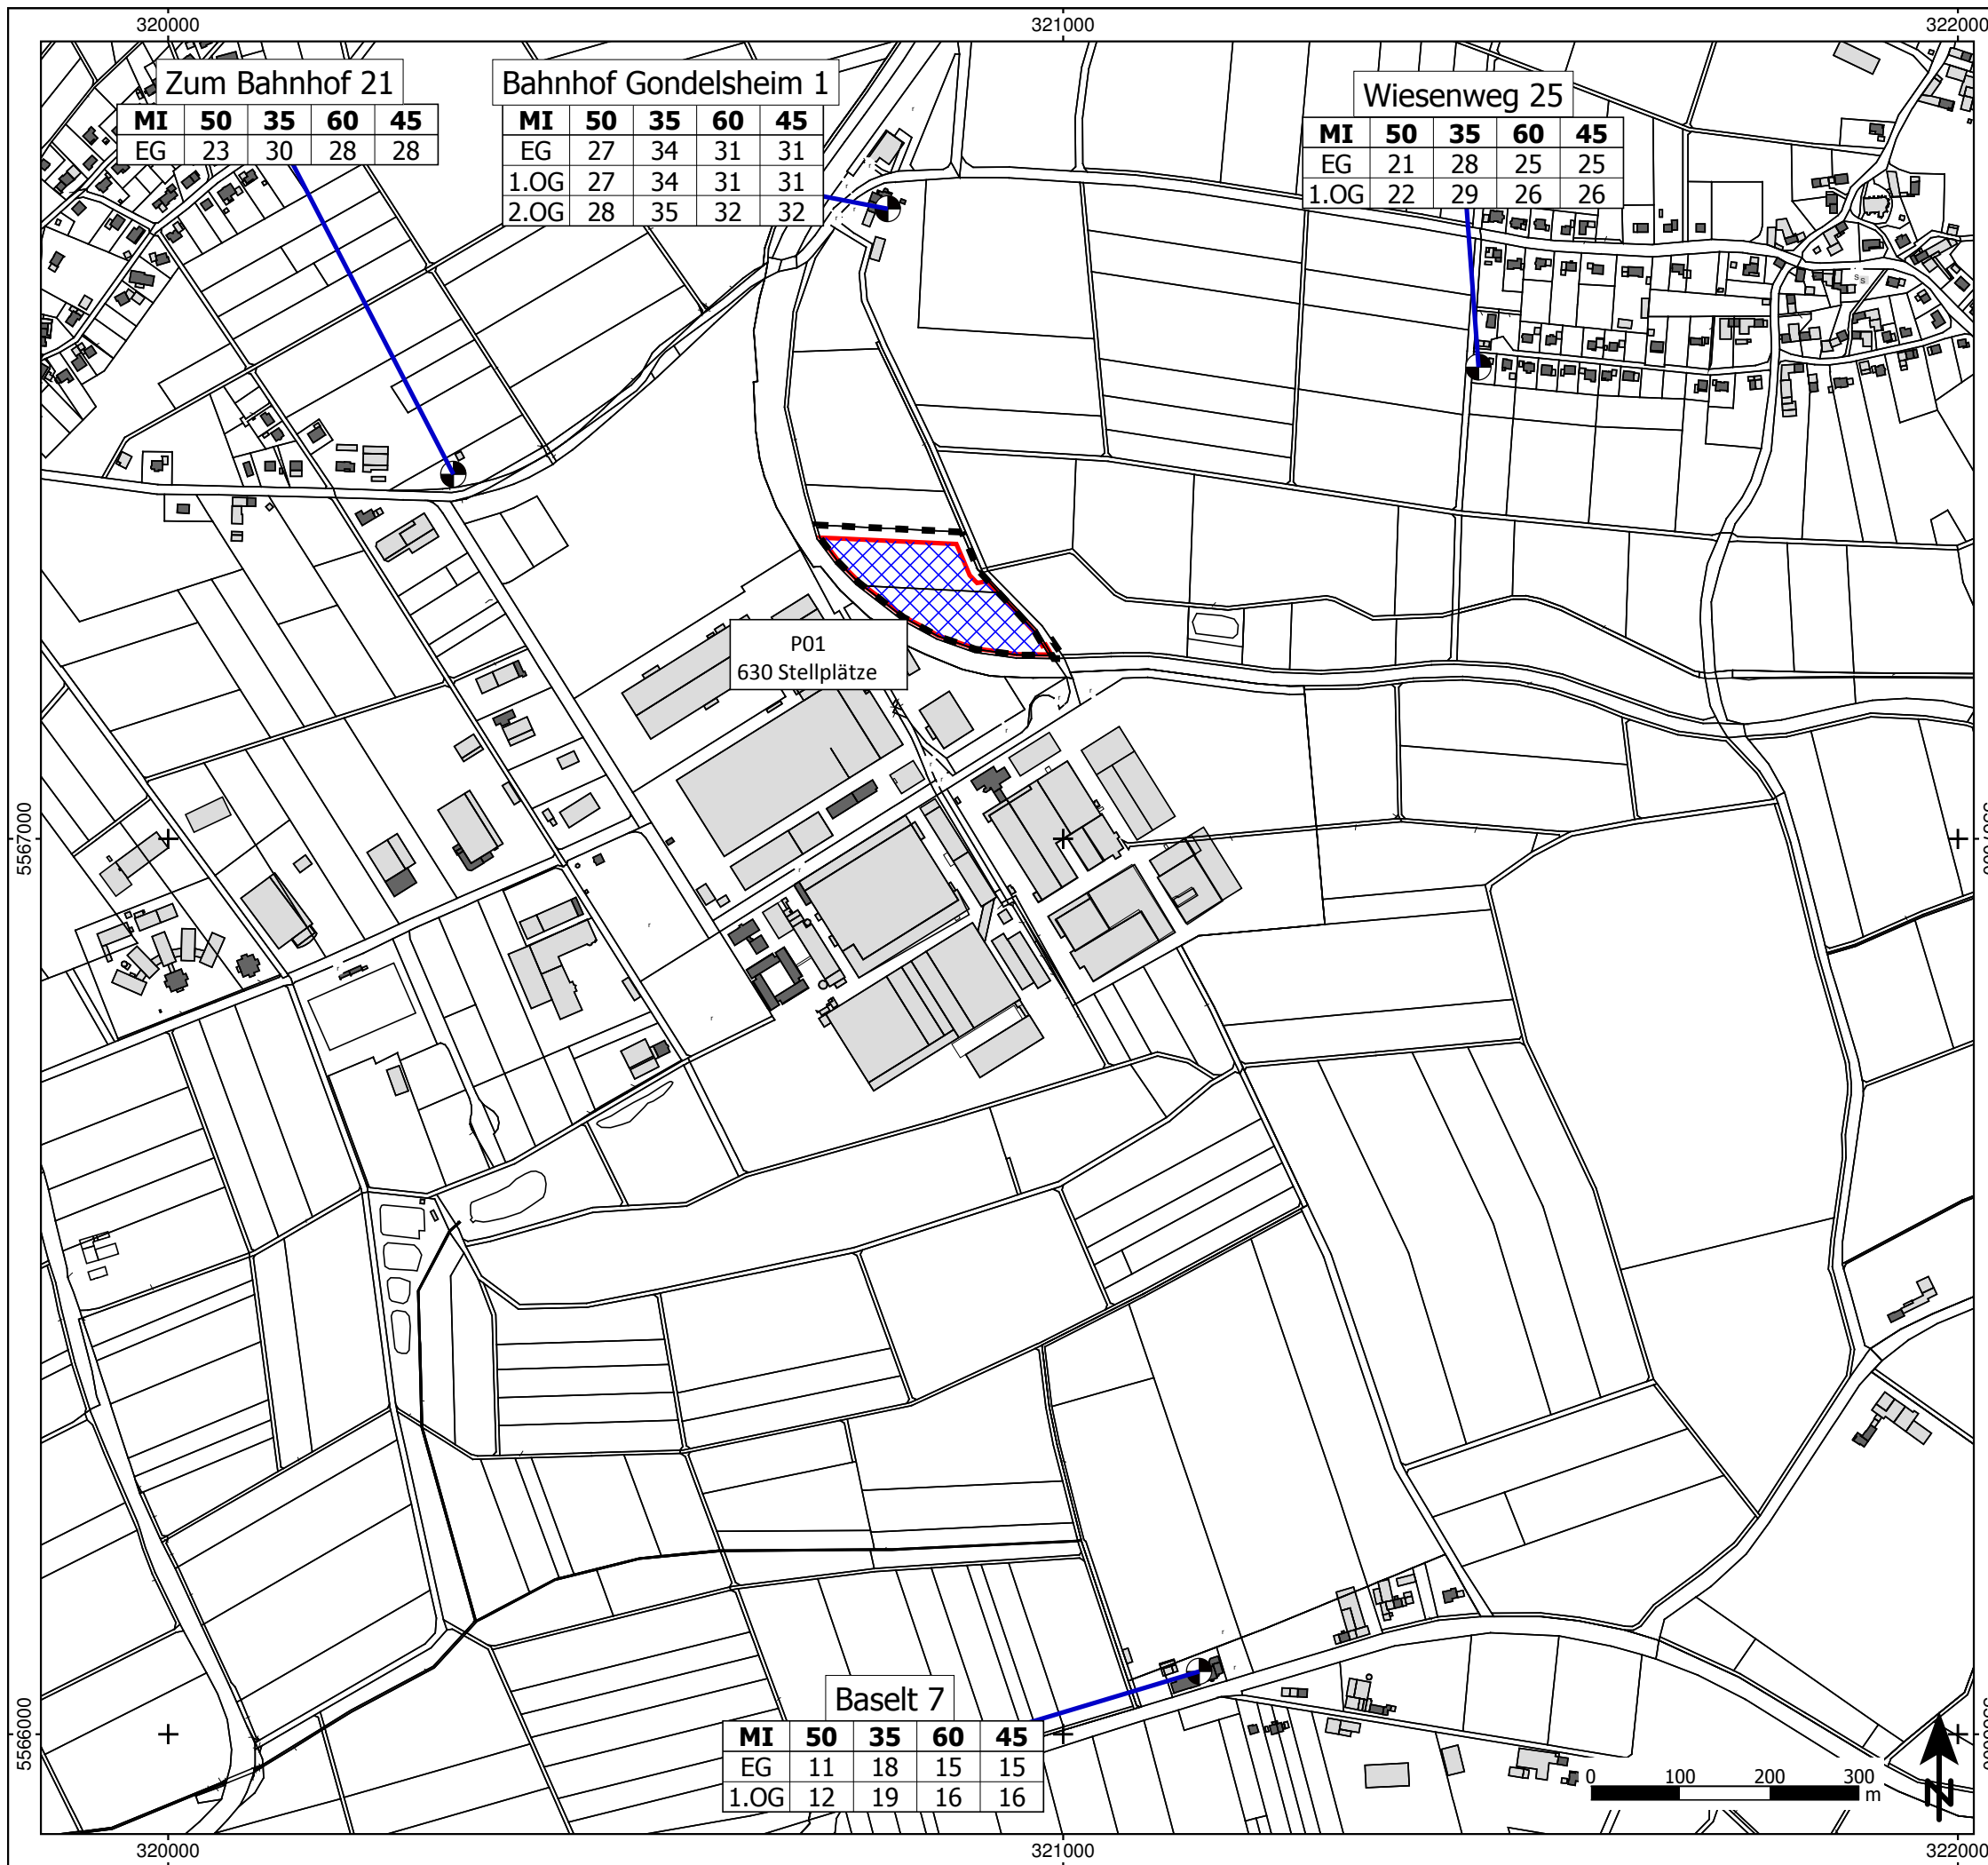 320000
321000
322000
Zum Bahnhof 21
MI 50 35 60 45
EG 23 30 28 28
Bahnhof Gondelsheim 1
MI 50 35 60 45
EG 27 34 31 31
1.OG 27 34 31 31
2.OG 28 35 32 32
Wiesenweg 25
MI 50 35 60 45
EG 21 28 25 25
1.OG 22 29 26 26
P01
630 Stellplätze
5567000
5556000
Baselt 7
MI 50 35 60 45
EG 11 18 15 15
1.OG 12 19 16 16
0 100 200 300
m
N
320000
321000
322000